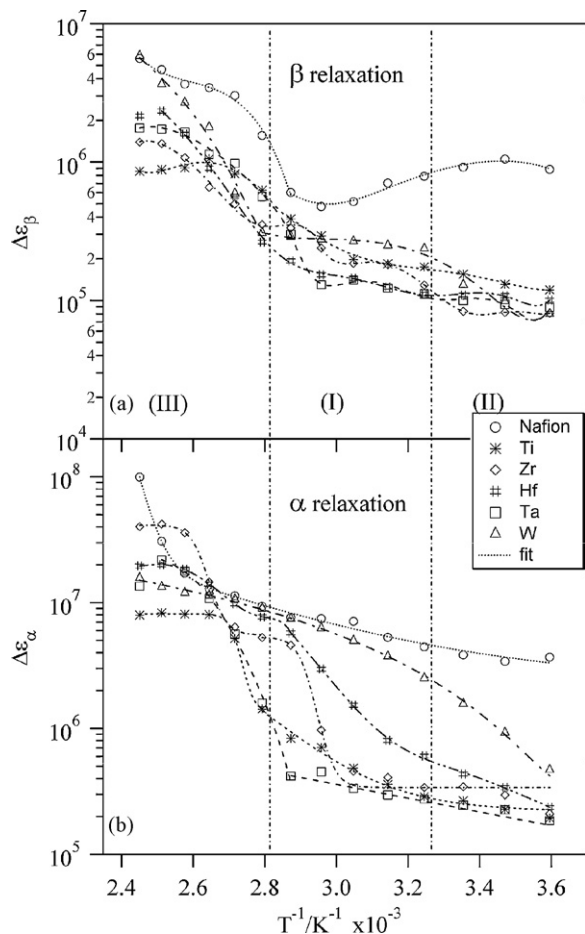 10^7
6
4
2
10^6
6
4
2
10^5
6
4
2
10^4
Δε_β
β relaxation
(a)
(III)
(I)
(II)
Nafion
Ti
Zr
Hf
Ta
W
fit
10^8
10^7
10^6
10^5
Δε_α
α relaxation
(b)
2.4
2.6
2.8
3.0
3.2
3.4
3.6
T^-1/K^-1 x10^-3